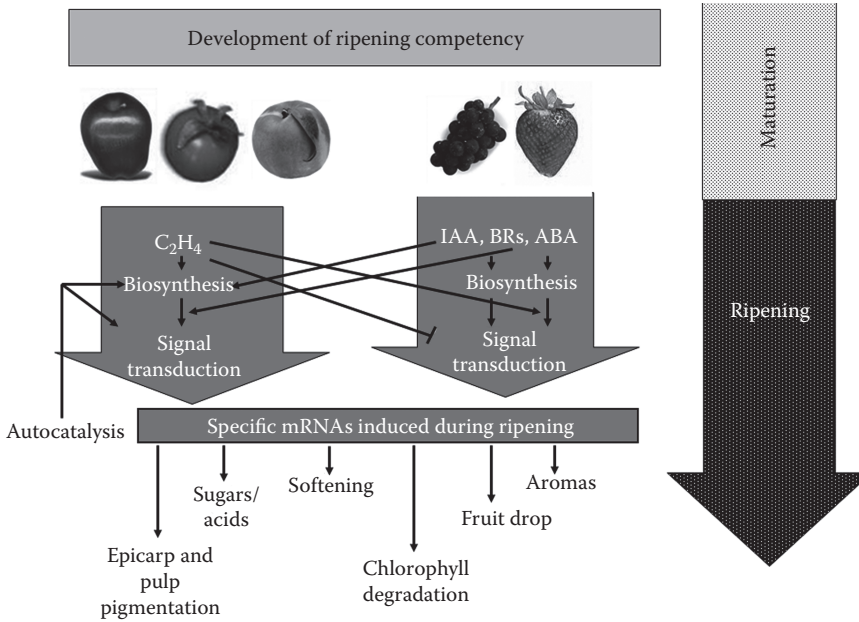 Development of ripening competency
Maturation
C₂H₄
Biosynthesis
Signal
transduction
IAA, BRs, ABA
Biosynthesis
Signal
transduction
Ripening
Autocatalysis
Specific mRNAs induced during ripening
Epicarp and
pulp
pigmentation
Sugars/
acids
Softening
Chlorophyll
degradation
Fruit drop
Aromas